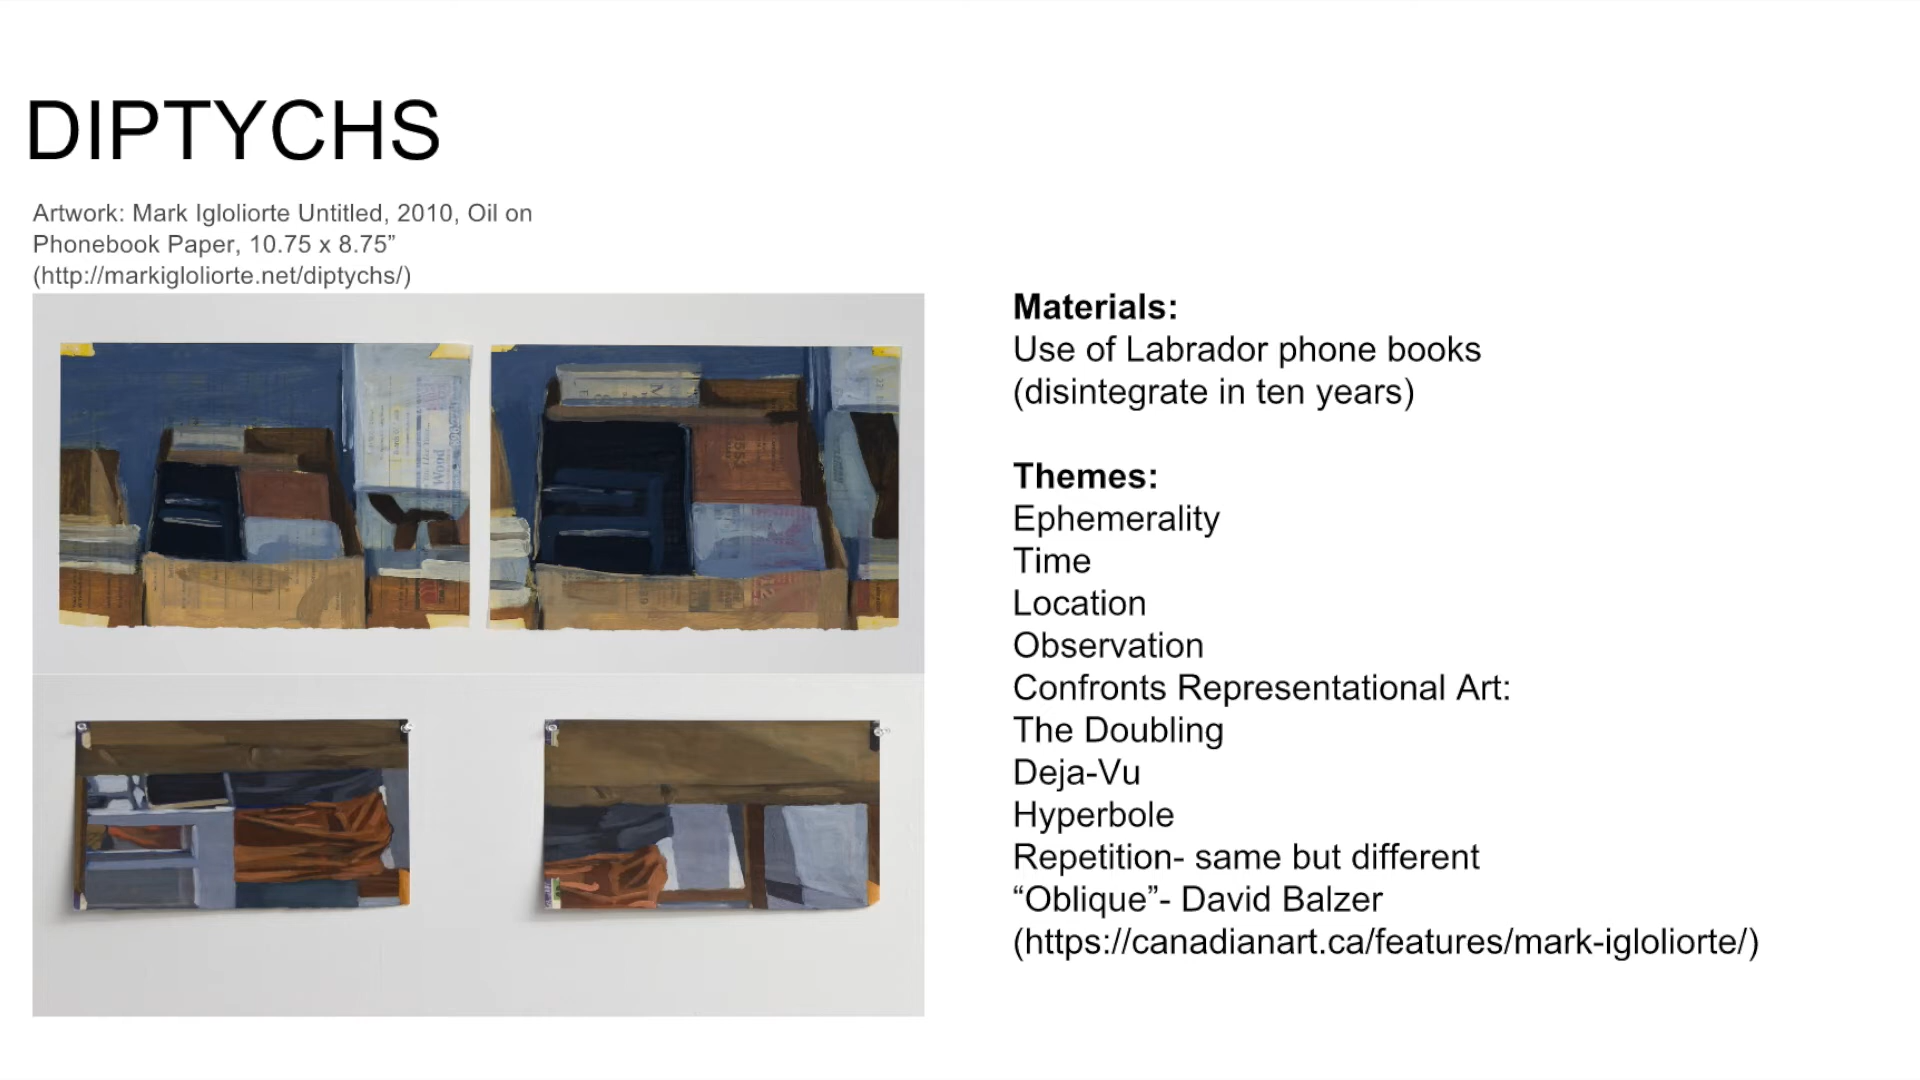 DIPTYCHS
Artwork: Mark Igloliorte Untitled, 2010, Oil on
Phonebook Paper, 10.75 x 8.75”
(http://markigloliorte.net/diptychs/)
Wood
Materials:
Use of Labrador phone books
(disintegrate in ten years)
Themes:
Ephemerality
Time
Location
Observation
Confronts Representational Art:
The Doubling
Deja-Vu
Hyperbole
Repetition- same but different
“Oblique”- David Balzer
(https://canadianart.ca/features/mark-igloliorte/)